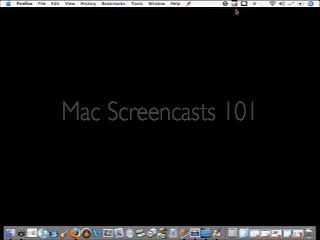 Firefox File Edit View History Bookmarks Tools Window Help
Mac Screencasts 101